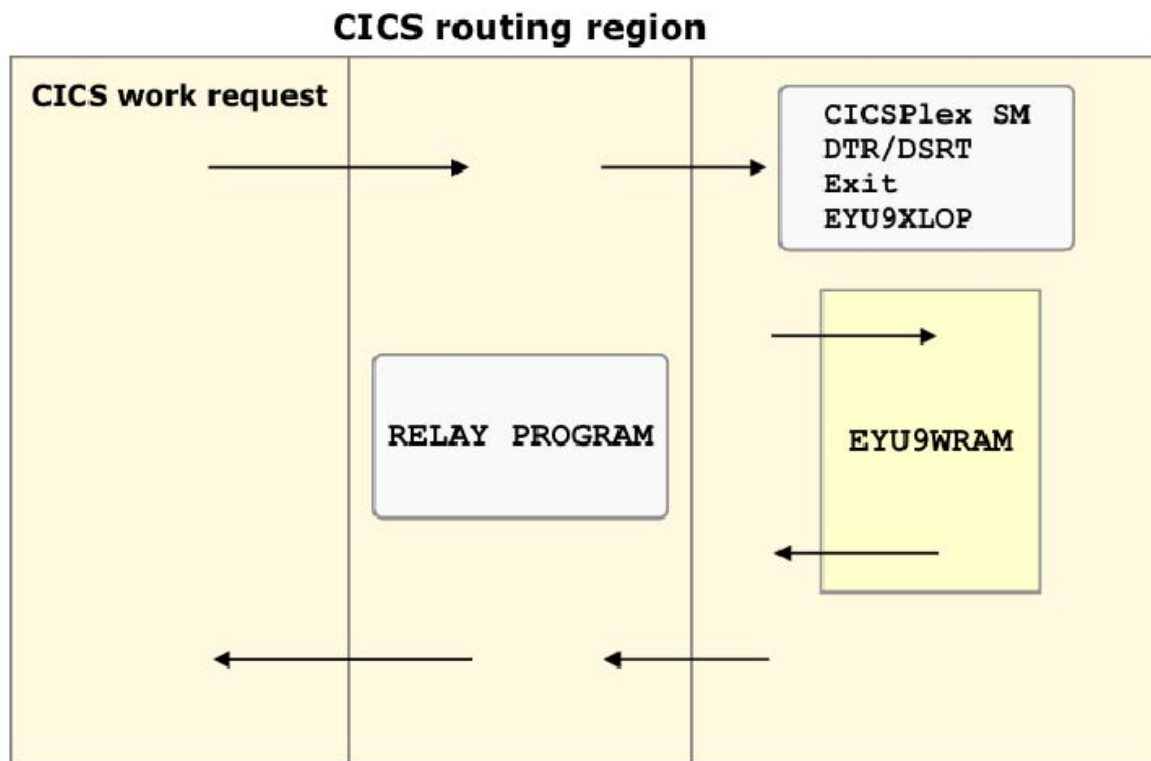 CICS routing region
CICS work request
CICSPlex SM
DTR/DSRT
Exit
EYU9XLOP
RELAY PROGRAM
EYU9WRAM